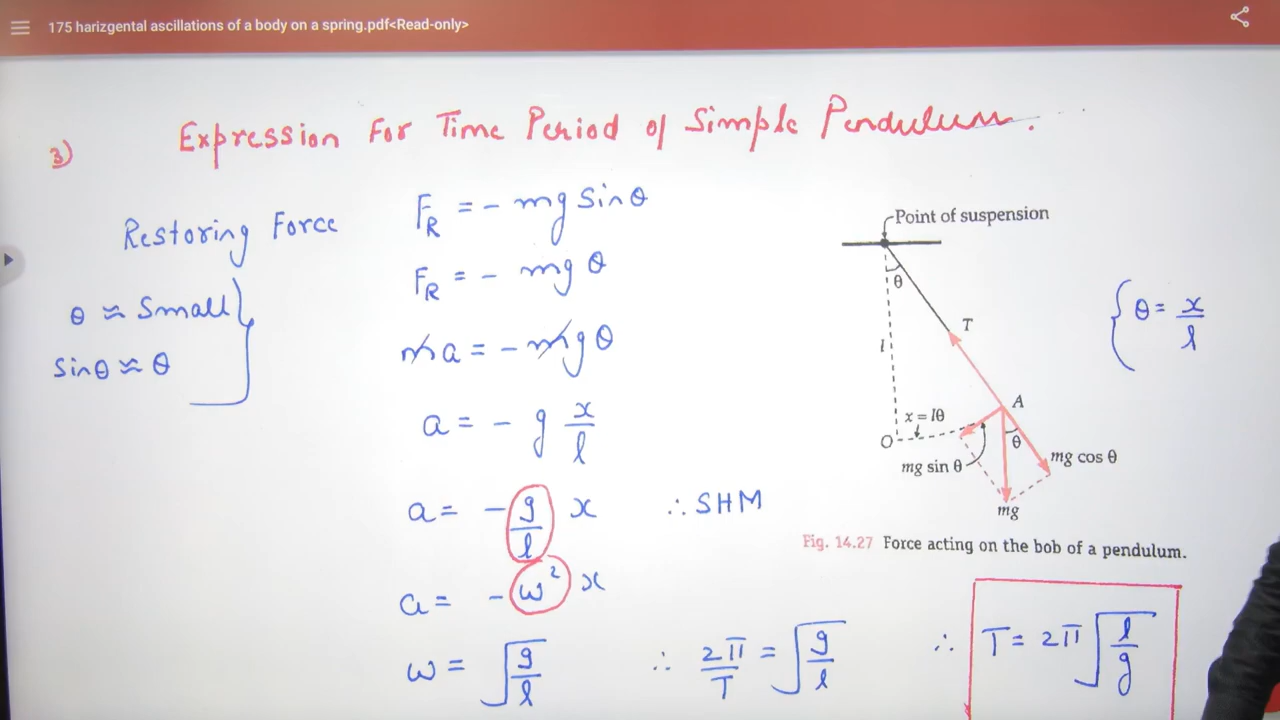 175 harizgental ascillations of a body on a spring.pdf<Read-only>
3) Expression For Time Period of Simple Pendulum.
Restoring Force
F_R = - mg sinθ
F_R = - mg θ
θ ≈ Small
sinθ ≈ θ
ma = - mgθ
a = - g x/l
a = - g/l x ∴ SHM
a = - ω² x
ω = √(g/l) ∴ 2π/T = √(g/l) ∴ T = 2π √(l/g)
Point of suspension
θ
T
l
A
x = lθ
O
θ
mg sin θ
mg cos θ
mg
Fig. 14.27 Force acting on the bob of a pendulum.
{ θ = x/l